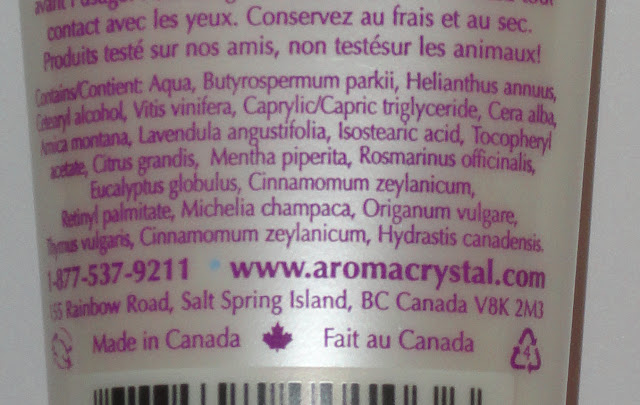 contact avec les yeux. Conservez au frais et au sec.
Produits testé sur nos amis, non testésur les animaux!
Contains/Contient: Aqua, Butyrospermum parkii, Helianthus annuus,
Cetearyl alcohol, Vitis vinifera, Caprylic/Capric triglyceride, Cera alba,
Arnica montana, Lavendula angustifolia, Isostearic acid, Tocopheryl
acetate, Citrus grandis, Mentha piperita, Rosmarinus officinalis,
Eucalyptus globulus, Cinnamomum zeylanicum,
Retinyl palmitate, Michelia champaca, Origanum vulgare,
Thymus vulgaris, Cinnamomum zeylanicum, Hydrastis canadensis.
1-877-537-9211 • www.aromacrystal.com
155 Rainbow Road, Salt Spring Island, BC Canada V8K 2M3
Made in Canada Fait au Canada
4